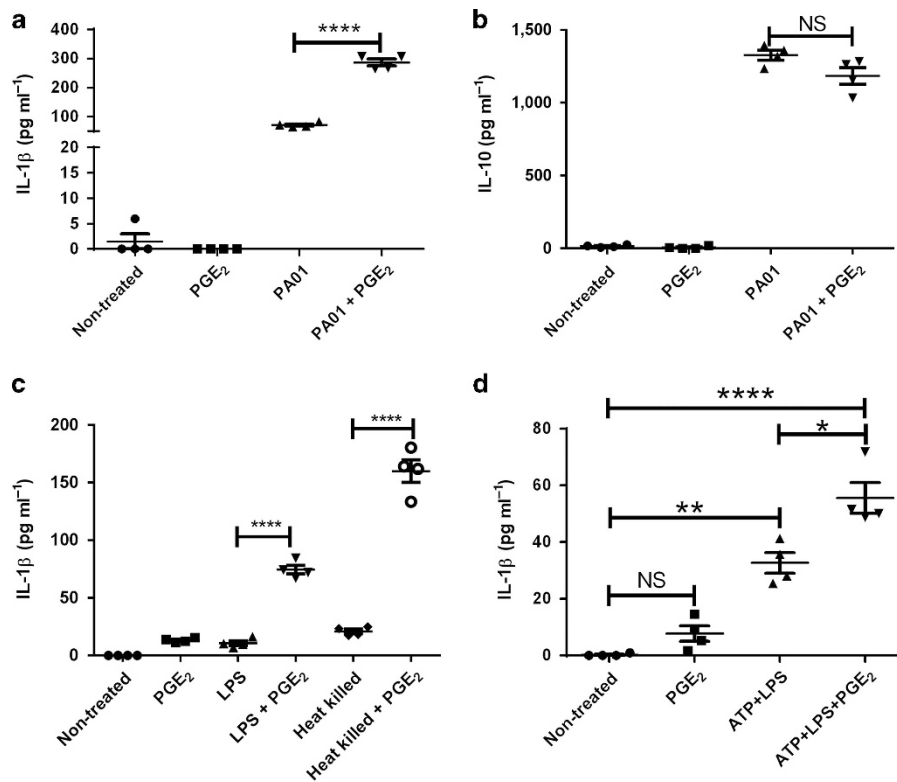 a
IL-1β (pg ml⁻¹)
400
300
200
100
20
15
10
5
0
****
Non-treated
PGE₂
PA01
PA01 + PGE₂
b
IL-10 (pg ml⁻¹)
1,500
1,000
500
0
NS
Non-treated
PGE₂
PA01
PA01 + PGE₂
c
IL-1β (pg ml⁻¹)
200
150
100
50
0
****
****
Non-treated
PGE₂
LPS
LPS + PGE₂
Heat killed
Heat killed + PGE₂
d
IL-1β (pg ml⁻¹)
80
60
40
20
0
****
*
**
NS
Non-treated
PGE₂
ATP+LPS
ATP+LPS+PGE₂